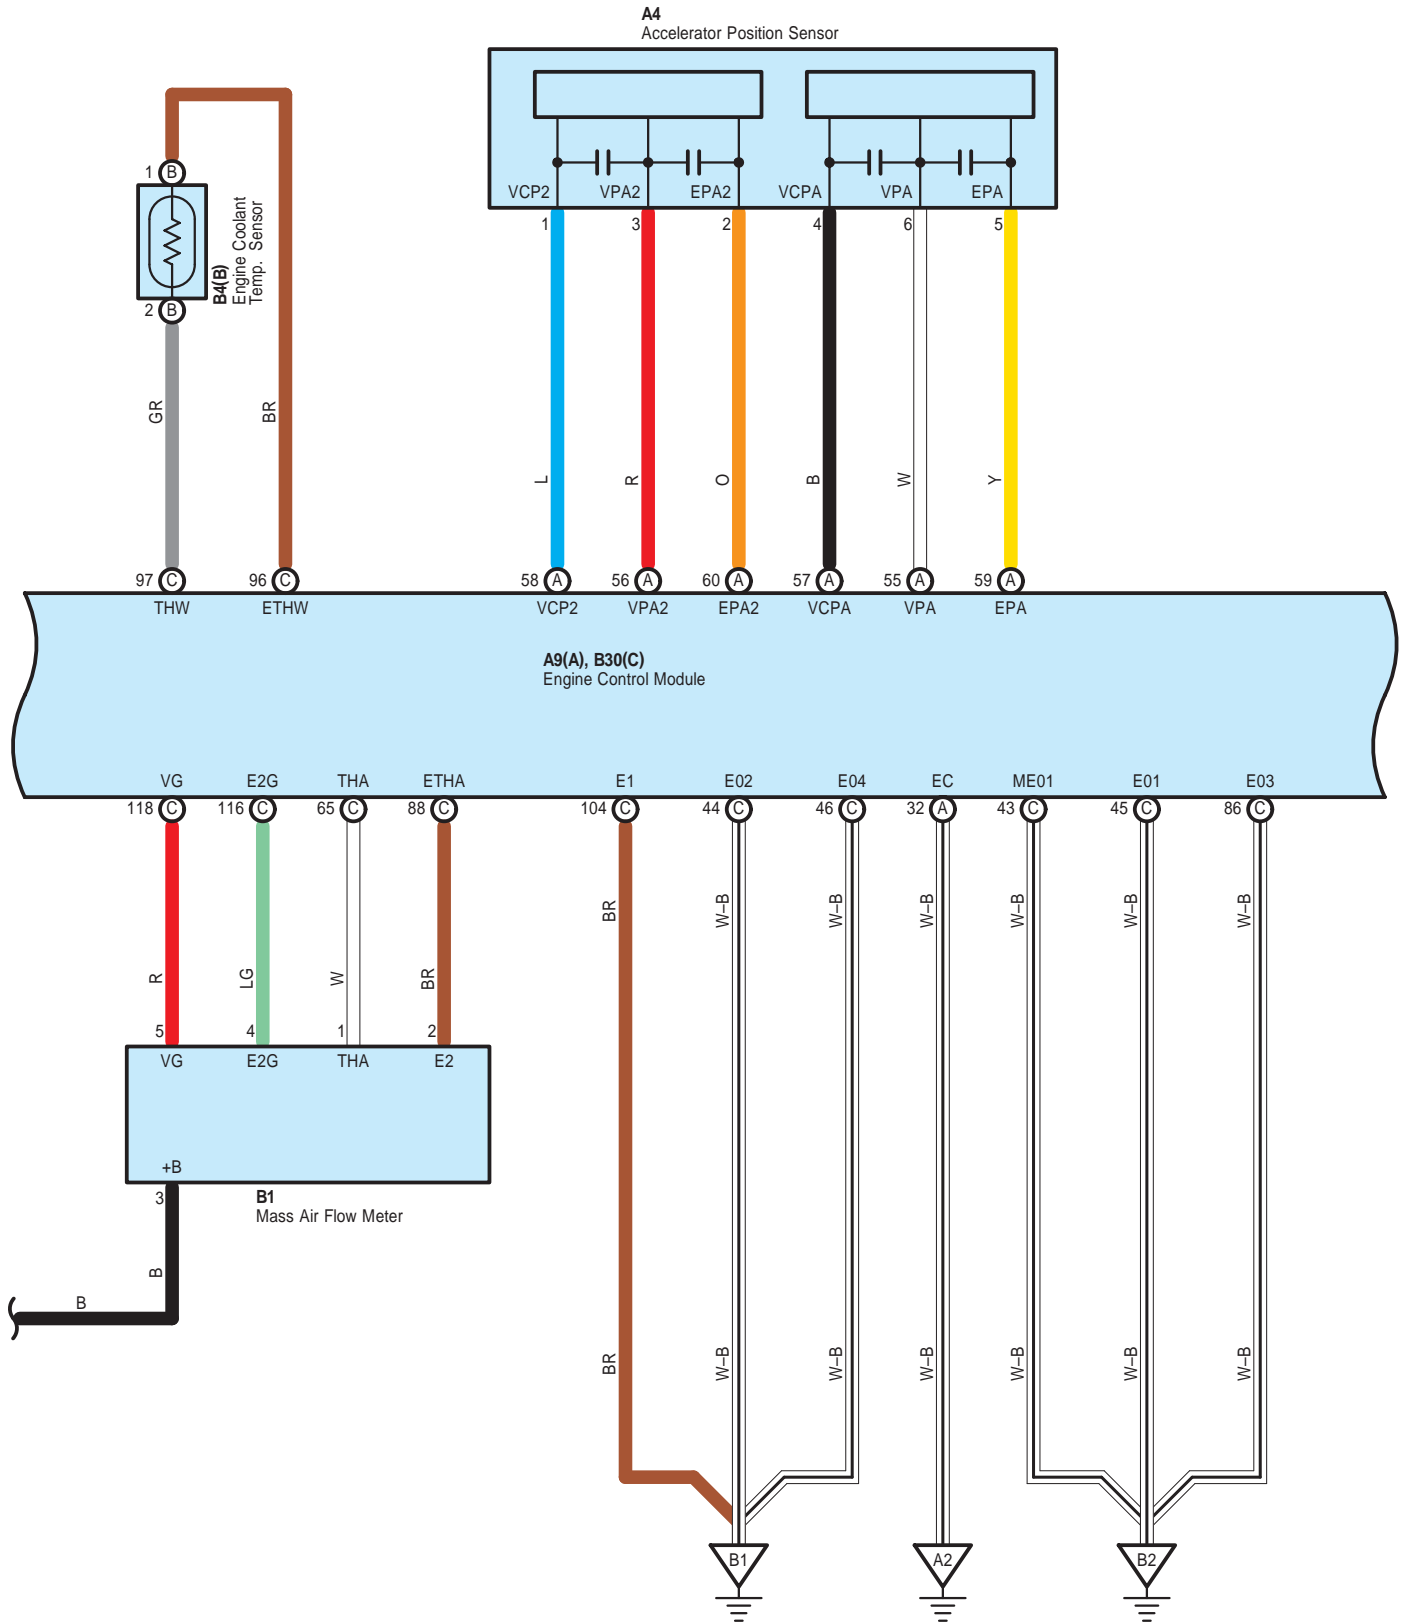 A4
Accelerator Position Sensor
VCP2 VPA2 EPA2 VCPA VPA EPA
1 3 2 4 6 5
1 B
B4(B)
Engine Coolant
Temp. Sensor
2 B
GR BR
L R O B W Y
97 C 96 C 58 A 56 A 60 A 57 A 55 A 59 A
THW ETHW VCP2 VPA2 EPA2 VCPA VPA EPA
A9(A), B30(C)
Engine Control Module
VG E2G THA ETHA E1 E02 E04 EC ME01 E01 E03
118 C 116 C 65 C 88 C 104 C 44 C 46 C 32 A 43 C 45 C 86 C
BR W–B W–B W–B W–B W–B W–B
R LG W BR
5 4 1 2
VG E2G THA E2
+B
3
B1
Mass Air Flow Meter
B
B
BR W–B W–B W–B W–B W–B W–B
B1 A2 B2